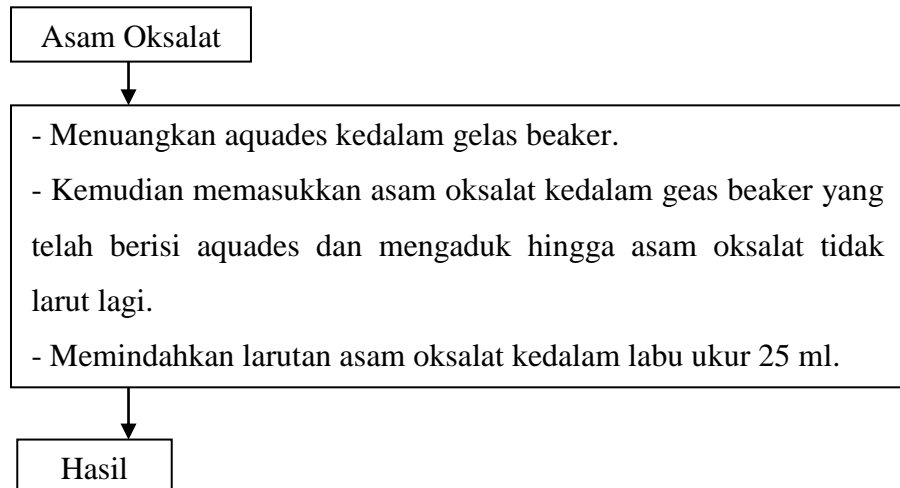 Asam Oksalat
- Menuangkan aquades kedalam gelas beaker.
- Kemudian memasukkan asam oksalat kedalam geas beaker yang
telah berisi aquades dan mengaduk hingga asam oksalat tidak
larut lagi.
- Memindahkan larutan asam oksalat kedalam labu ukur 25 ml.
Hasil